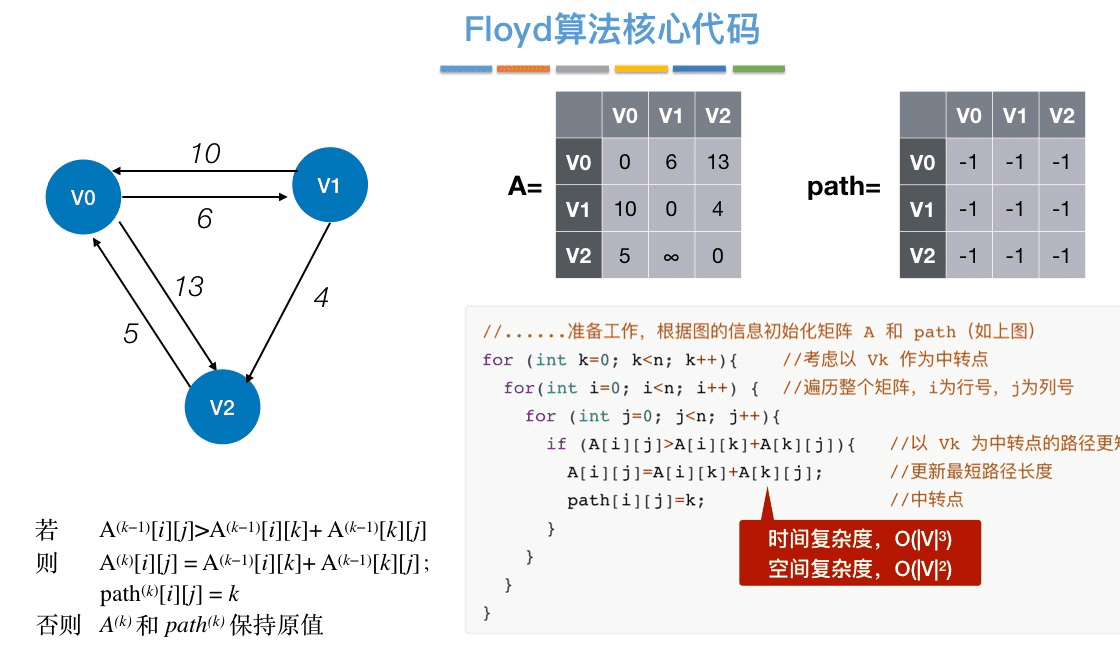 Floyd算法核心代码
10
V0
V1
6
13
4
5
V2
A=
V0 V1 V2
V0 0 6 13
V1 10 0 4
V2 5 ∞ 0
path=
V0 V1 V2
V0 -1 -1 -1
V1 -1 -1 -1
V2 -1 -1 -1
//......准备工作，根据图的信息初始化矩阵 A 和 path（如上图）
for (int k=0; k<n; k++){ //考虑以 Vk 作为中转点
for(int i=0; i<n; i++) { //遍历整个矩阵，i为行号，j为列号
for (int j=0; j<n; j++){
if (A[i][j]>A[i][k]+A[k][j]){ //以 Vk 为中转点的路径更
A[i][j]=A[i][k]+A[k][j]; //更新最短路径长度
path[i][j]=k; //中转点
}
}
}
}
时间复杂度，O(|V|³)
空间复杂度，O(|V|²)
若 A⁽ᵏ⁻¹⁾[i][j]>A⁽ᵏ⁻¹⁾[i][k]+ A⁽ᵏ⁻¹⁾[k][j]
则 A⁽ᵏ⁾[i][j] = A⁽ᵏ⁻¹⁾[i][k]+ A⁽ᵏ⁻¹⁾[k][j] ;
path⁽ᵏ⁾[i][j] = k
否则 A⁽ᵏ⁾ 和 path⁽ᵏ⁾ 保持原值